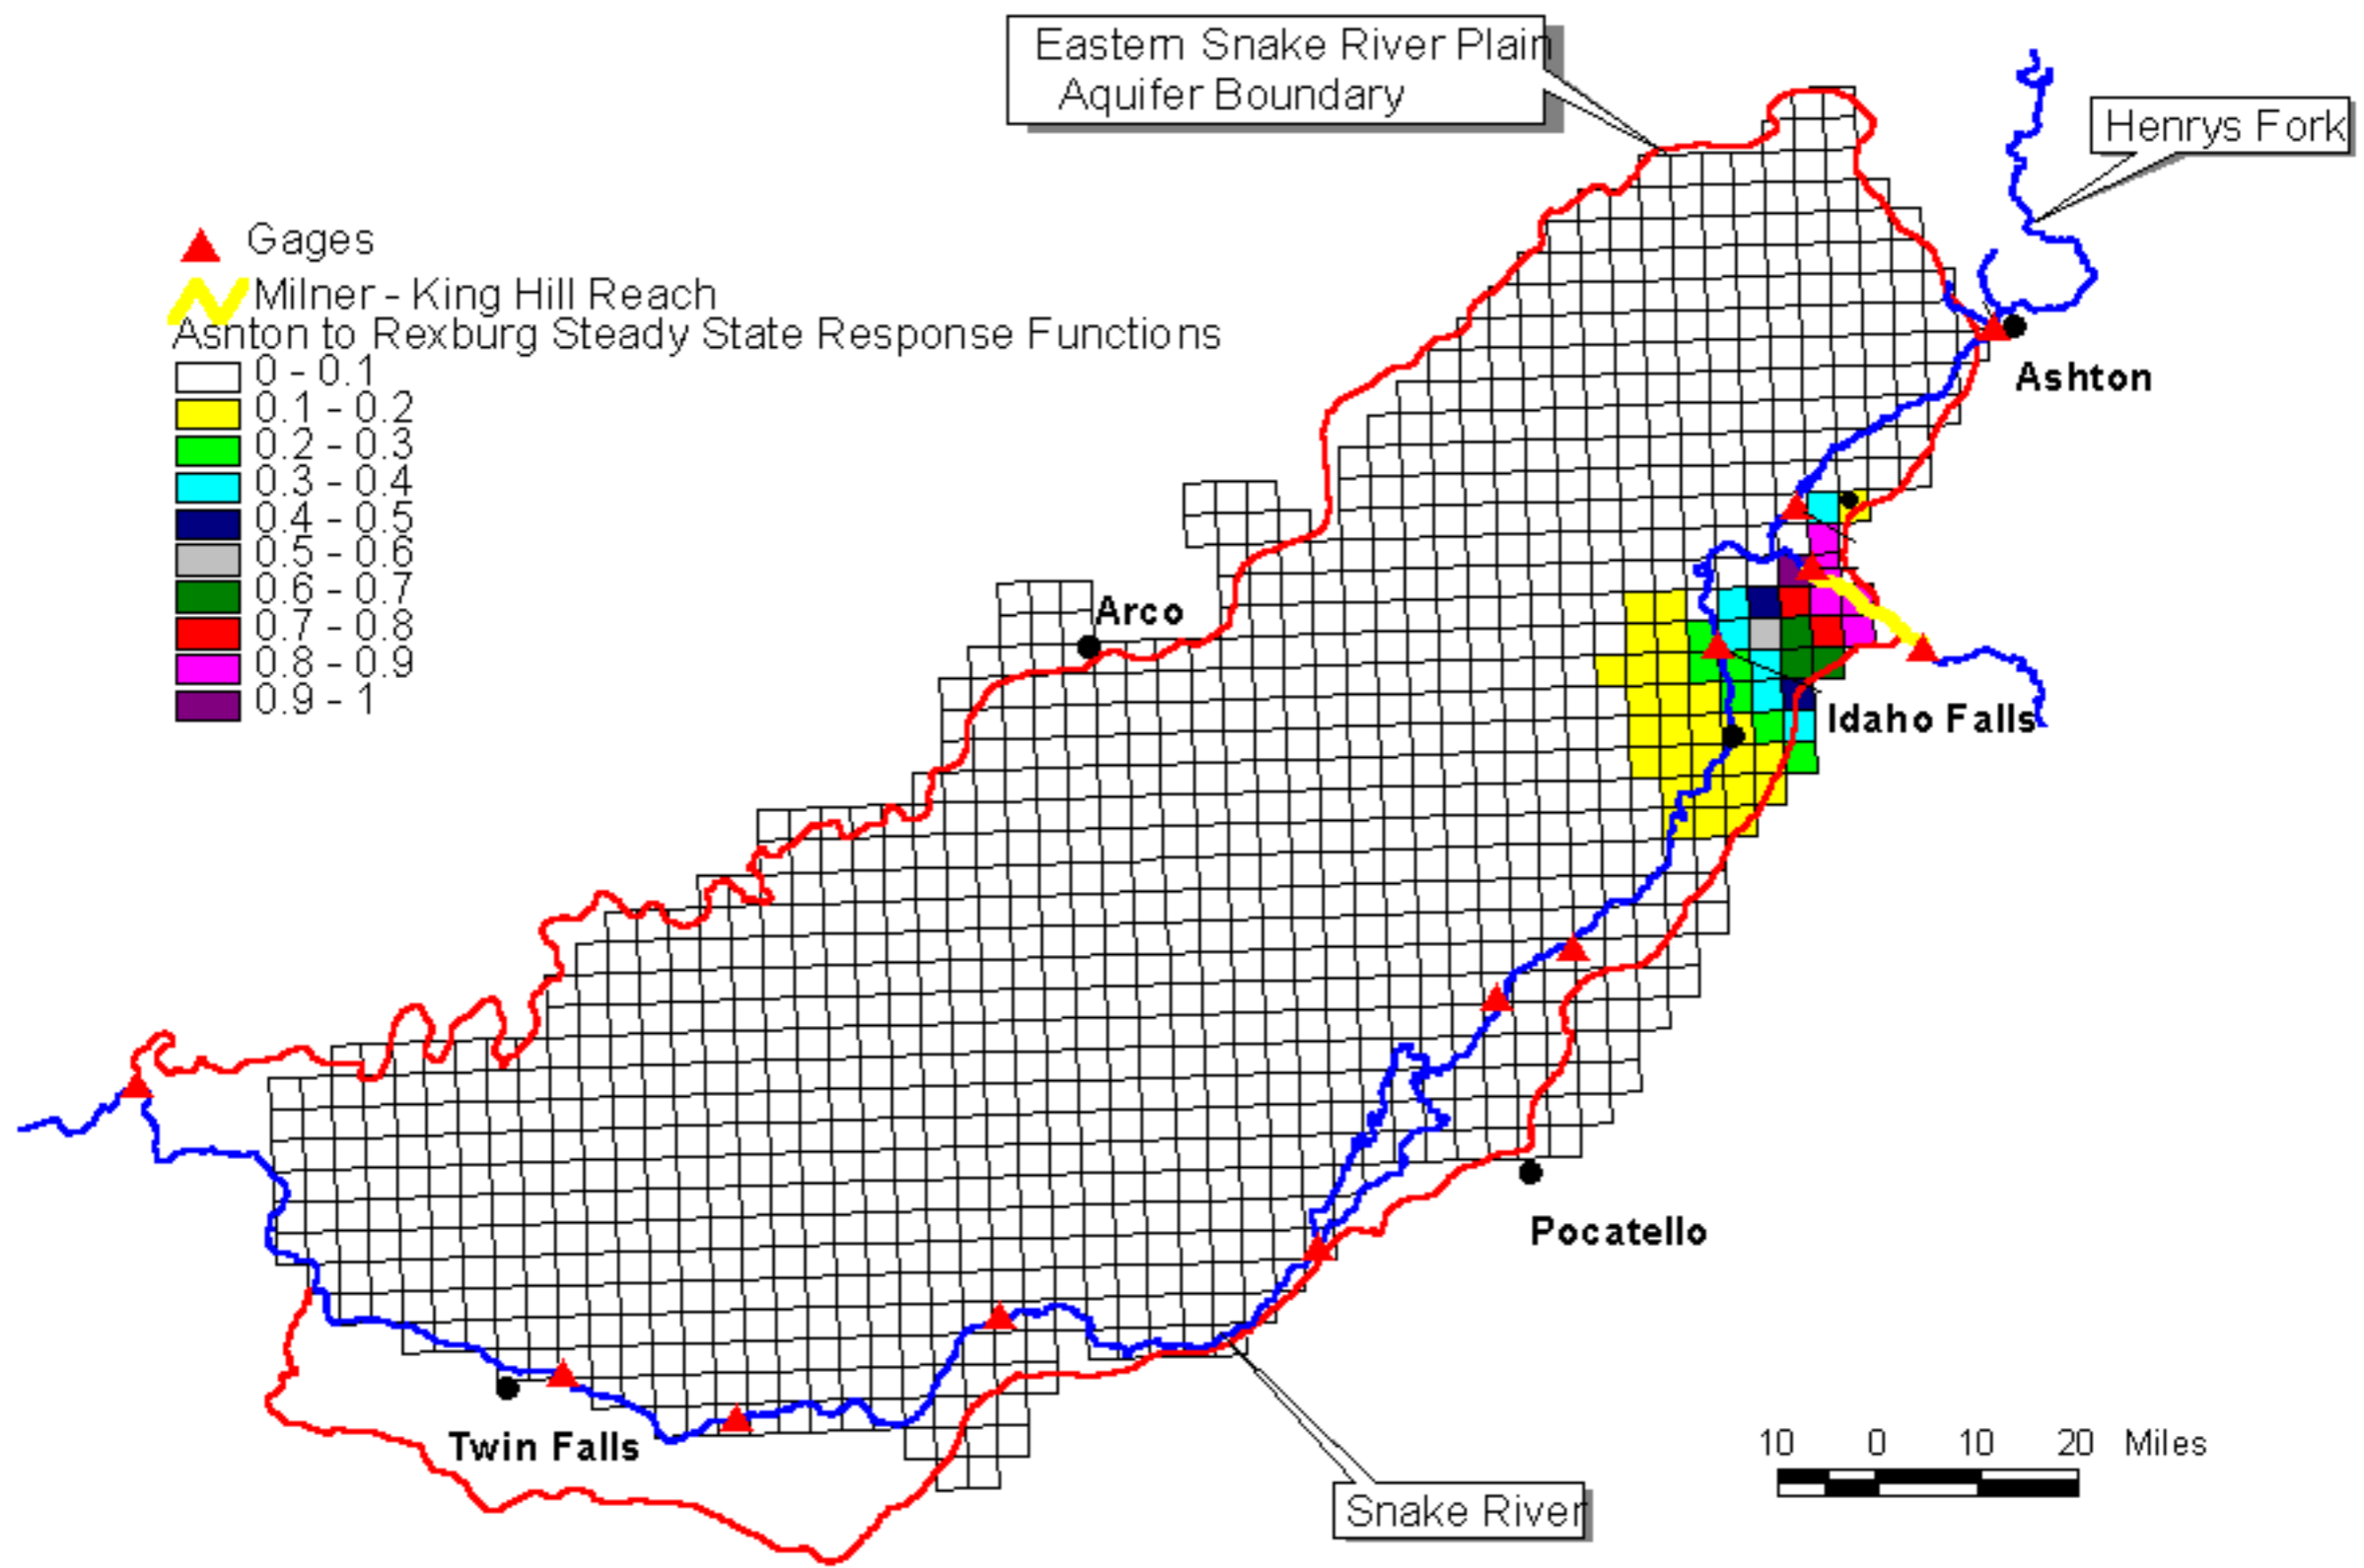 Eastern Snake River Plain
Aquifer Boundary
Henrys Fork
Gages
Milner - King Hill Reach
Ashton to Rexburg Steady State Response Functions
0 - 0.1
0.1 - 0.2
0.2 - 0.3
0.3 - 0.4
0.4 - 0.5
0.5 - 0.6
0.6 - 0.7
0.7 - 0.8
0.8 - 0.9
0.9 - 1
Ashton
Arco
Idaho Falls
Pocatello
Twin Falls
10 0 10 20 Miles
Snake River